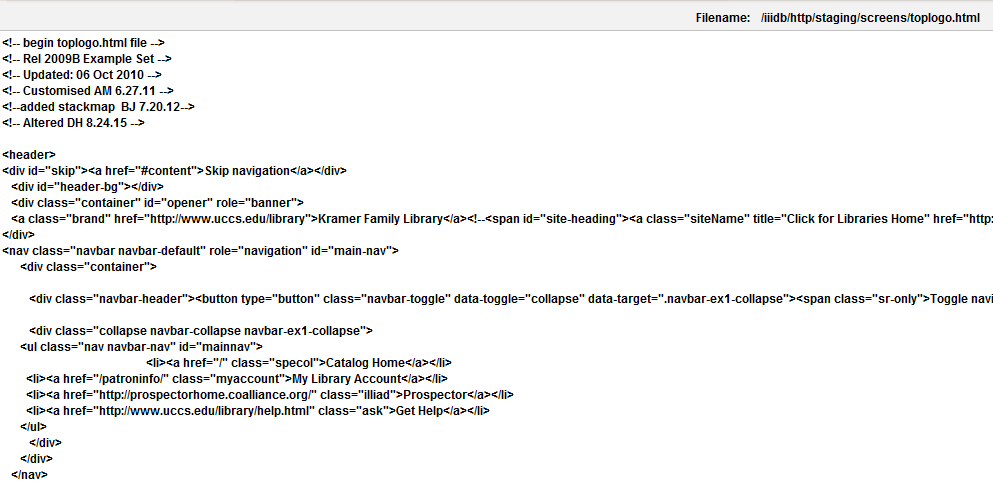 Filename: /iiidb/http/staging/screens/toplogo.html
<!-- begin toplogo.html file -->
<!-- Rel 2009B Example Set -->
<!-- Updated: 06 Oct 2010 -->
<!-- Customised AM 6.27.11 -->
<!--added stackmap  BJ 7.20.12-->
<!-- Altered DH 8.24.15 -->
<header>
<div id="skip"><a href="#content">Skip navigation</a></div>
<div id="header-bg"></div>
<div class="container" id="opener" role="banner">
<a class="brand" href="http://www.uccs.edu/library">Kramer Family Library</a><!--<span id="site-heading"><a class="siteName" title="Click for Libraries Home" href="http:
</div>
<nav class="navbar navbar-default" role="navigation" id="main-nav">
<div class="container">
<div class="navbar-header"><button type="button" class="navbar-toggle" data-toggle="collapse" data-target=".navbar-ex1-collapse"><span class="sr-only">Toggle navi
<div class="collapse navbar-collapse navbar-ex1-collapse">
<ul class="nav navbar-nav" id="mainnav">
<li><a href="/" class="specol">Catalog Home</a></li>
<li><a href="/patroninfo/" class="myaccount">My Library Account</a></li>
<li><a href="http://prospectorhome.coalliance.org/" class="illiad">Prospector</a></li>
<li><a href="http://www.uccs.edu/library/help.html" class="ask">Get Help</a></li>
</ul>
</div>
</div>
</nav>